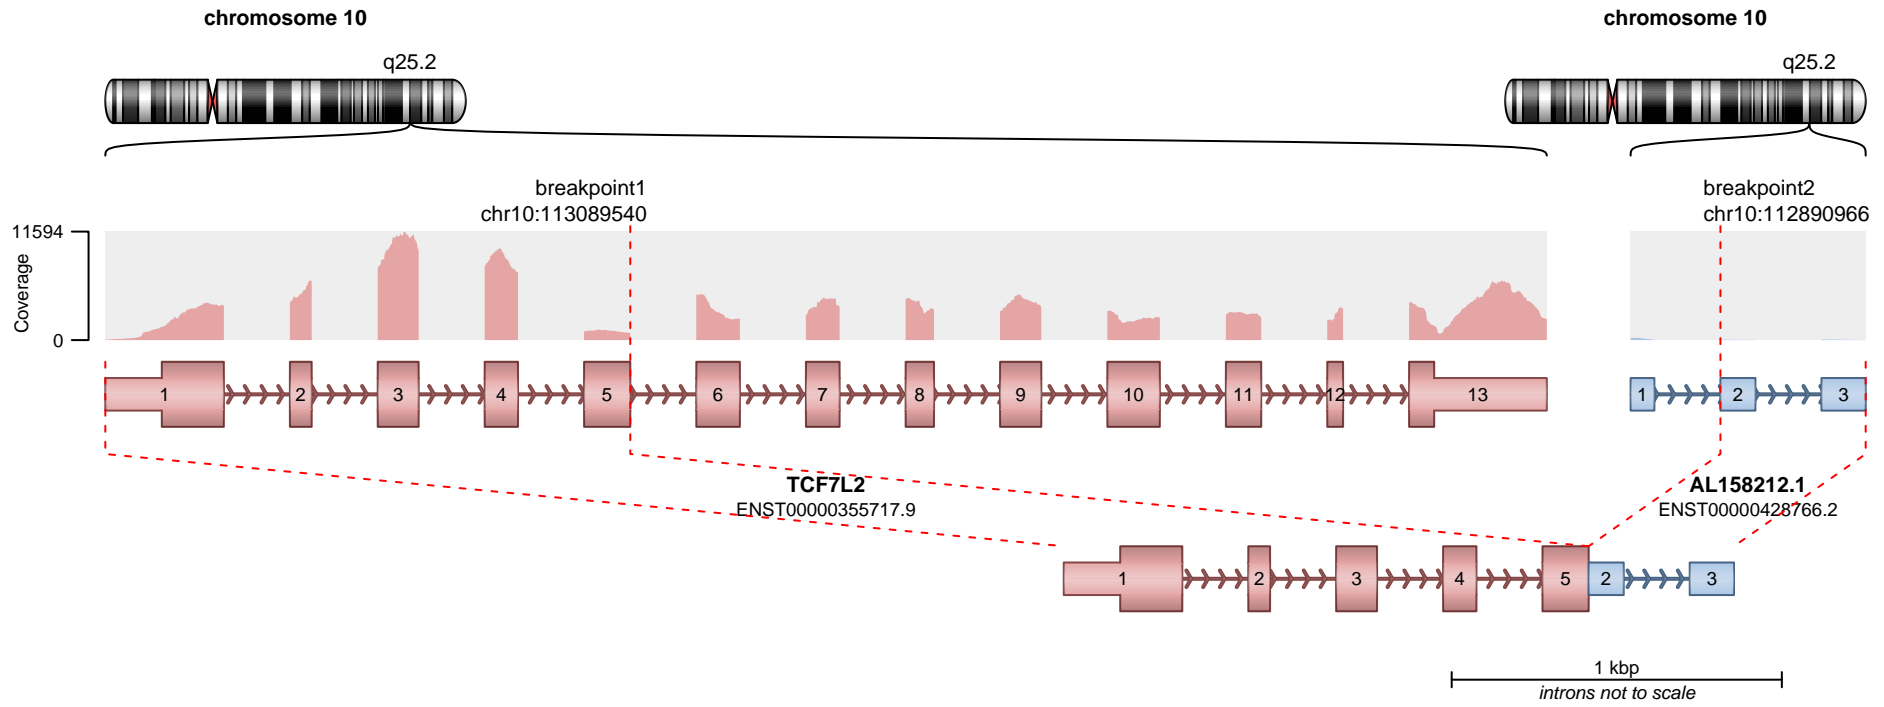 chromosome 10
chromosome 10
q25.2
q25.2
breakpoint1
chr10:113089540
breakpoint2
chr10:112890966
11594
Coverage
0
1 2 3 4 5 6 7 8 9 10 11 12 13
1 2 3
TCF7L2
ENST00000355717.9
AL158212.1
ENST00000428766.2
1 2 3 4 5 2 3
1 kbp
introns not to scale